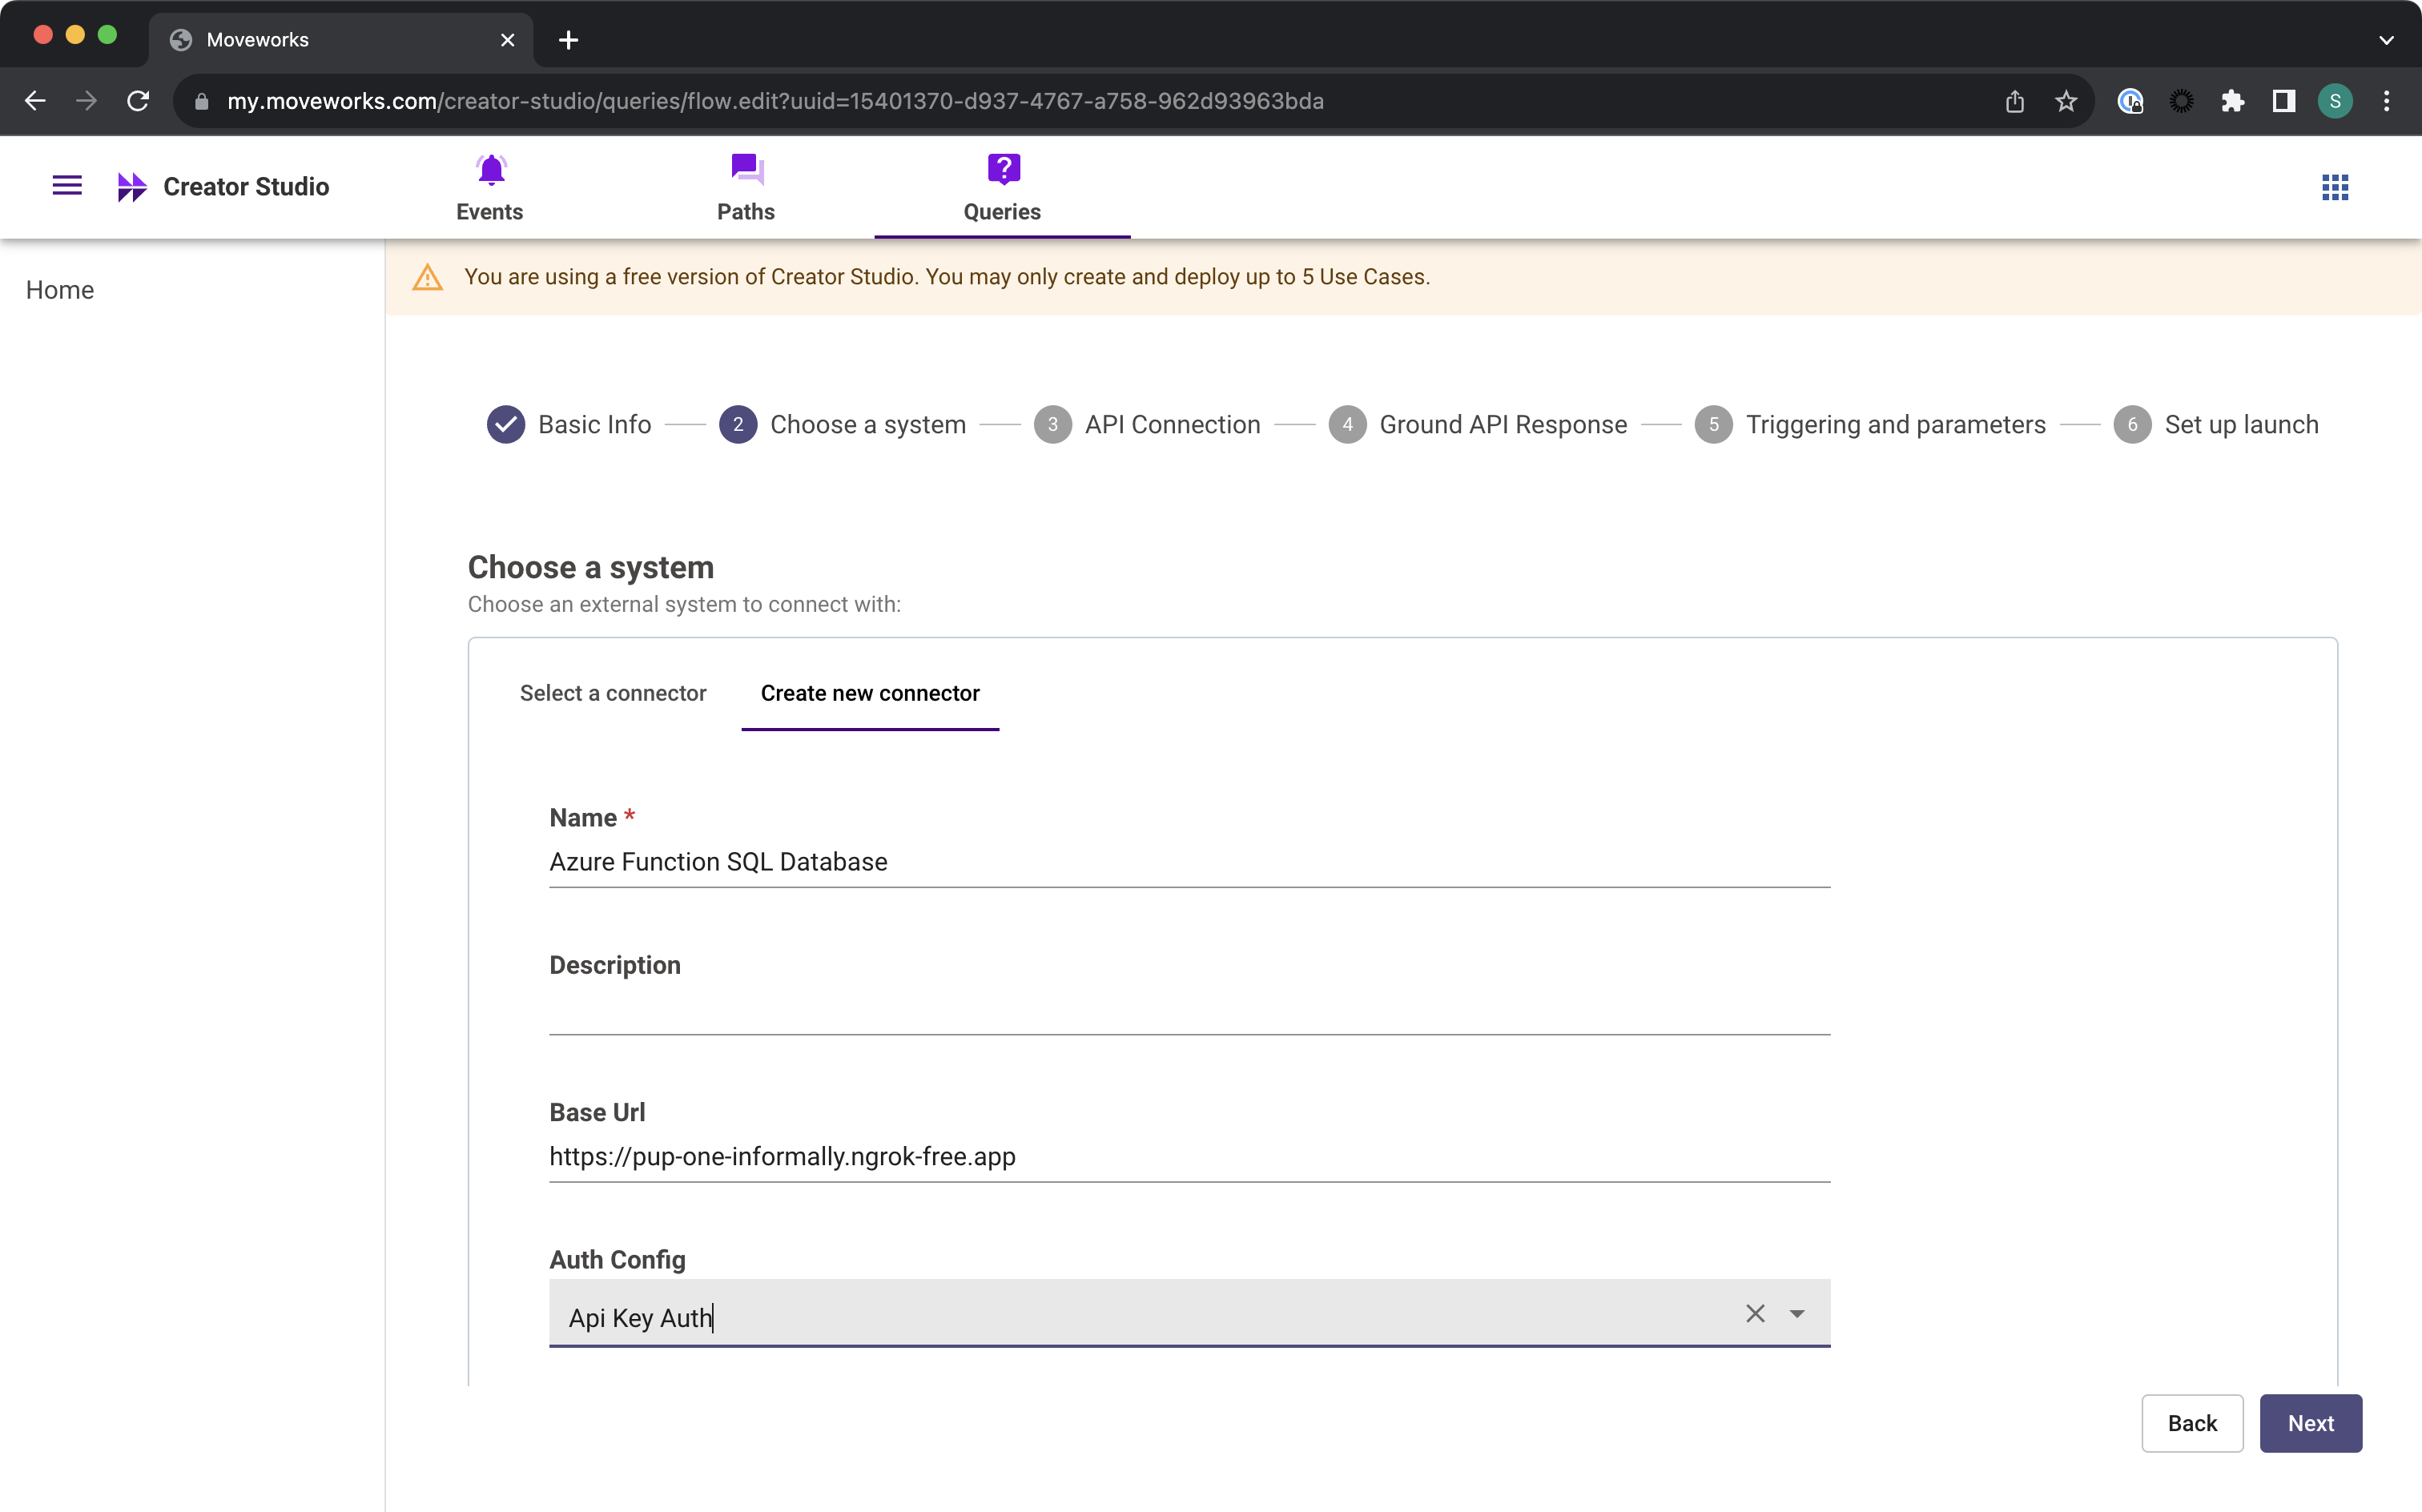 Moveworks
my.moveworks.com/creator-studio/queries/flow.edit?uuid=15401370-d937-4767-a758-962d93963bda
S
Creator Studio
Events
Paths
Queries
Home
You are using a free version of Creator Studio. You may only create and deploy up to 5 Use Cases.
Basic Info
2 Choose a system
3 API Connection
4 Ground API Response
5 Triggering and parameters
6 Set up launch
Choose a system
Choose an external system to connect with:
Select a connector
Create new connector
Name *
Azure Function SQL Database
Description
Base Url
https://pup-one-informally.ngrok-free.app
Auth Config
Api Key Auth
Back
Next